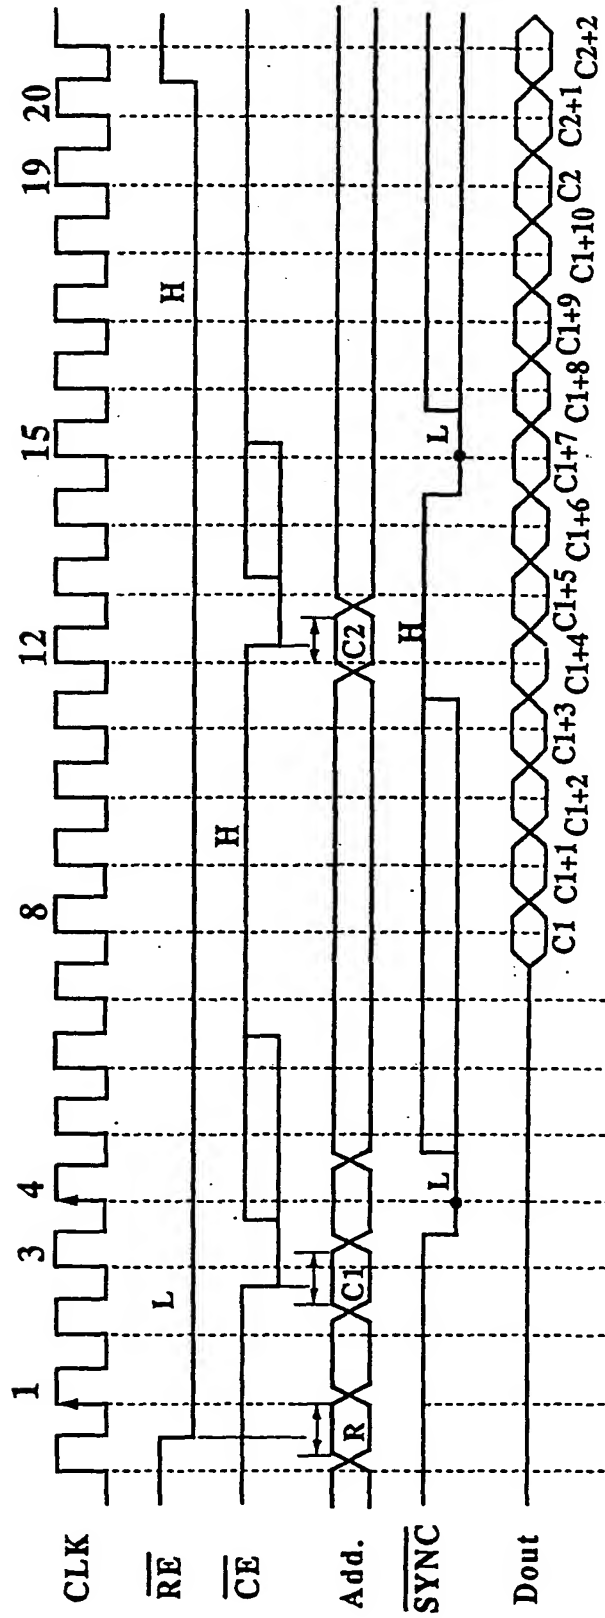 CLK 1 3 4 8 12 15 19 20
RE L H
CE H
Add. R C1 C2
SYNC L H L
Dout C1 C1+1 C1+2 C1+3 C1+4 C1+5 C1+6 C1+7 C1+8 C1+9 C1+10 C2 C2+1 C2+2